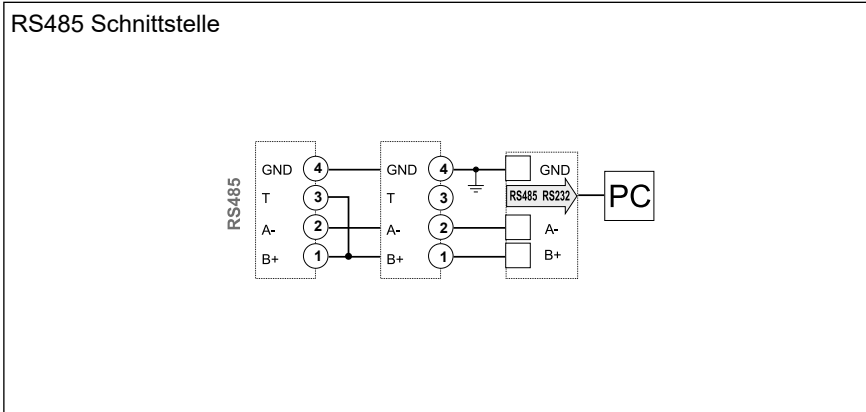 RS485 Schnittstelle
RS485
GND 4
T 3
A- 2
B+ 1
GND 4
T 3
A- 2
B+ 1
GND
RS485 RS232
A-
B+
PC